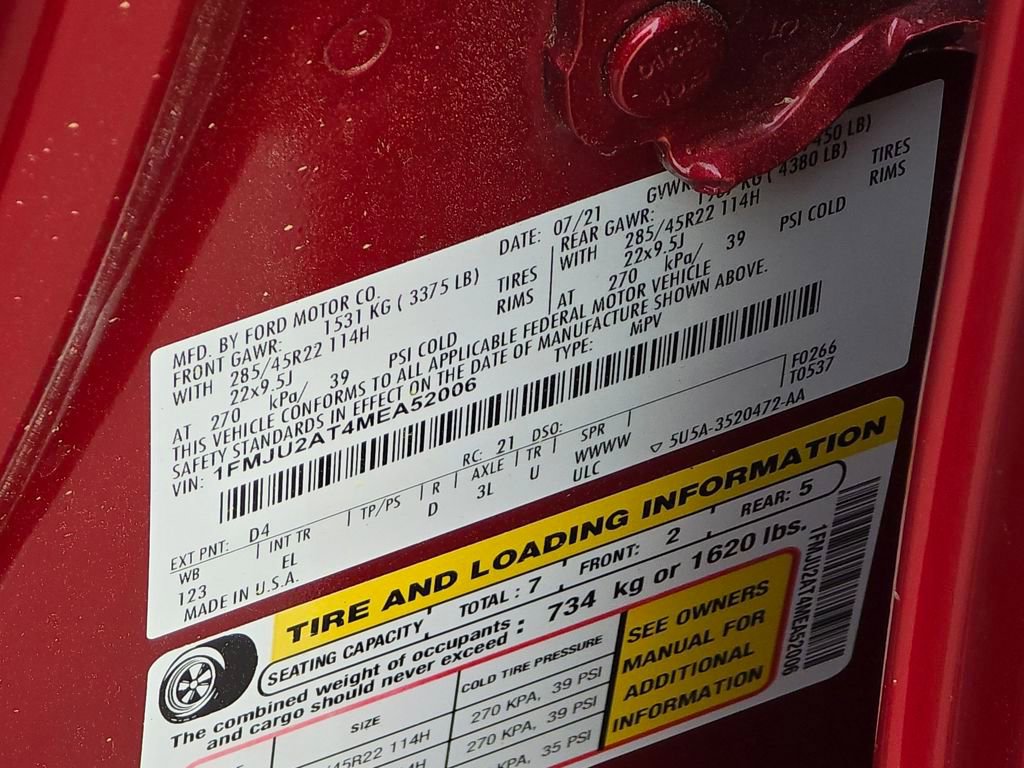 MFD. BY FORD MOTOR CO.
DATE: 07/21
FRONT GAWR: 1531 KG ( 3375 LB)
450 LB)
REAR GAWR: KG ( 4380 LB)
WITH 285/45R22 114H TIRES
22x9.5J RIMS
AT 270 kPa/ 39 PSI COLD
WITH 285/45R22 114H TIRES
22x9.5J RIMS
AT 270 kPa/ 39 PSI COLD
THIS VEHICLE CONFORMS TO ALL APPLICABLE FEDERAL MOTOR VEHICLE
SAFETY STANDARDS IN EFFECT ON THE DATE OF MANUFACTURE SHOWN ABOVE.
VIN: 1FMJU2AT4MEA52006
TYPE: MPV
F0266
T0537
EXT PNT: D4 RC: 21 DSO:
WB INT TR TP/PS R AXLE TR SPR
123 EL D 3L U WWWW
ULC
MADE IN U.S.A. 5U5A-3520472-AA
TIRE AND LOADING INFORMATION
SEATING CAPACITY TOTAL : 7 FRONT: 2 REAR: 5
The combined weight of occupants
and cargo should never exceed : 734 kg or 1620 lbs.
SIZE COLD TIRE PRESSURE
45R22 114H 270 KPA, 39 PSI
4H 270 KPA, 39 PSI
KPA, 35 PSI
SEE OWNERS
MANUAL FOR
ADDITIONAL
INFORMATION
1FMJU2AT4MEA52006